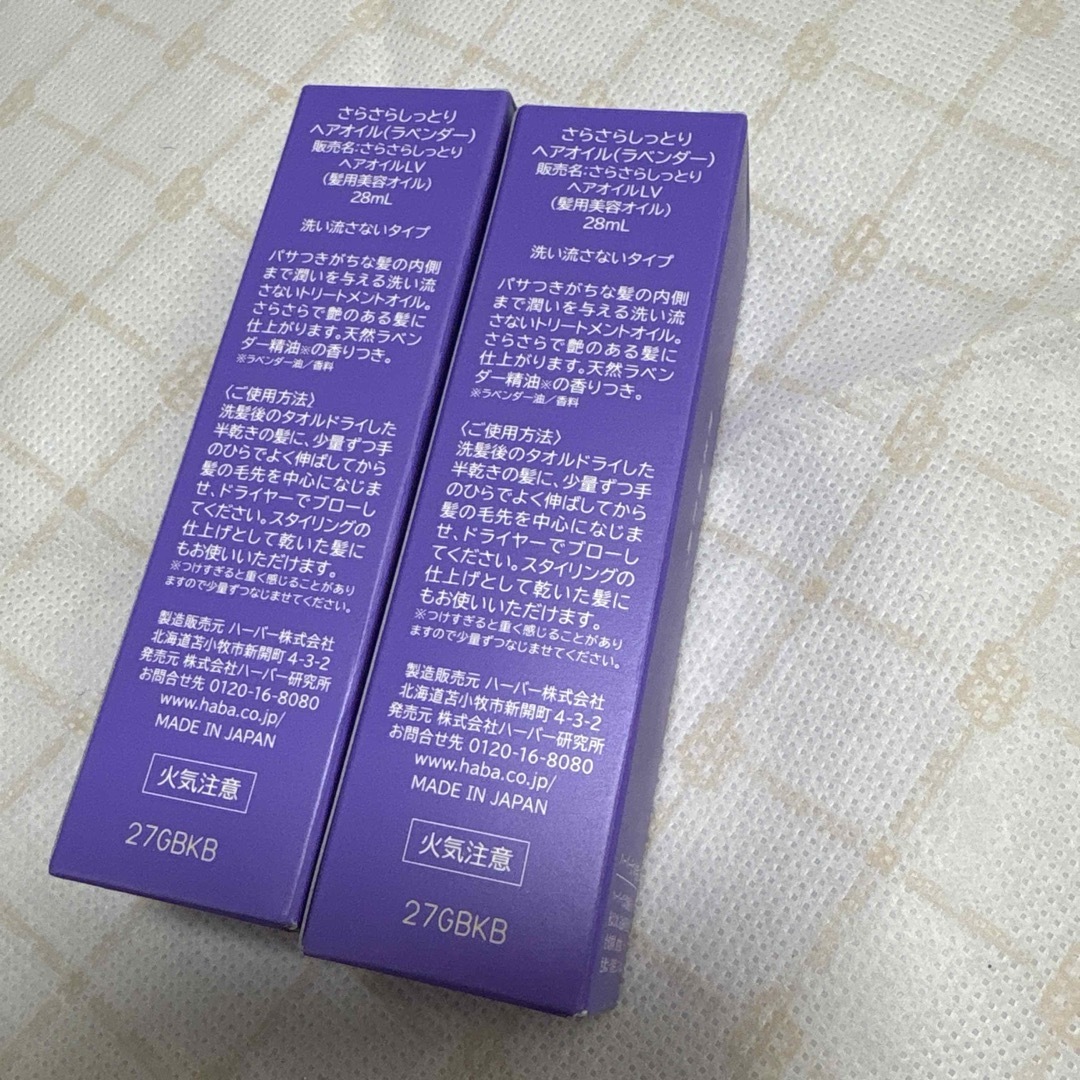 さらさらしっとり
ヘアオイル(ラベンダー)
販売名:さらさらしっとり
ヘアオイルLV
(髪用美容オイル)
28mL
洗い流さないタイプ
パサつきがちな髪の内側
まで潤いを与える洗い流
さないトリートメントオイル。
さらさらで艶のある髪に
仕上がります。天然ラベン
ダー精油※の香りつき。
※ラベンダー油/香料
〈ご使用方法〉
洗髪後のタオルドライした
半乾きの髪に、少量ずつ手
のひらでよく伸ばしてから
髪の毛先を中心になじま
せ、ドライヤーでブローし
てください。スタイリングの
仕上げとして乾いた髪に
もお使いいただけます。
※つけすぎると重く感じることがあり
ますので少量ずつなじませてください。
製造販売元 ハーバー株式会社
北海道苫小牧市新開町 4-3-2
発売元 株式会社ハーバー研究所
お問合せ先 0120-16-8080
www.haba.co.jp/
MADE IN JAPAN
火気注意
27GBKB
さらさらしっとり
ヘアオイル(ラベンダー)
販売名:さらさらしっとり
ヘアオイルLV
(髪用美容オイル)
28mL
洗い流さないタイプ
パサつきがちな髪の内側
まで潤いを与える洗い流
さないトリートメントオイル。
さらさらで艶のある髪に
仕上がります。天然ラベン
ダー精油※の香りつき。
※ラベンダー油/香料
〈ご使用方法〉
洗髪後のタオルドライした
半乾きの髪に、少量ずつ手
のひらでよく伸ばしてから
髪の毛先を中心になじま
せ、ドライヤーでブローし
てください。スタイリングの
仕上げとして乾いた髪に
もお使いいただけます。
※つけすぎると重く感じることがあり
ますので少量ずつなじませてください。
製造販売元 ハーバー株式会社
北海道苫小牧市新開町 4-3-2
発売元 株式会社ハーバー研究所
お問合せ先 0120-16-8080
www.haba.co.jp/
MADE IN JAPAN
火気注意
27GBKB